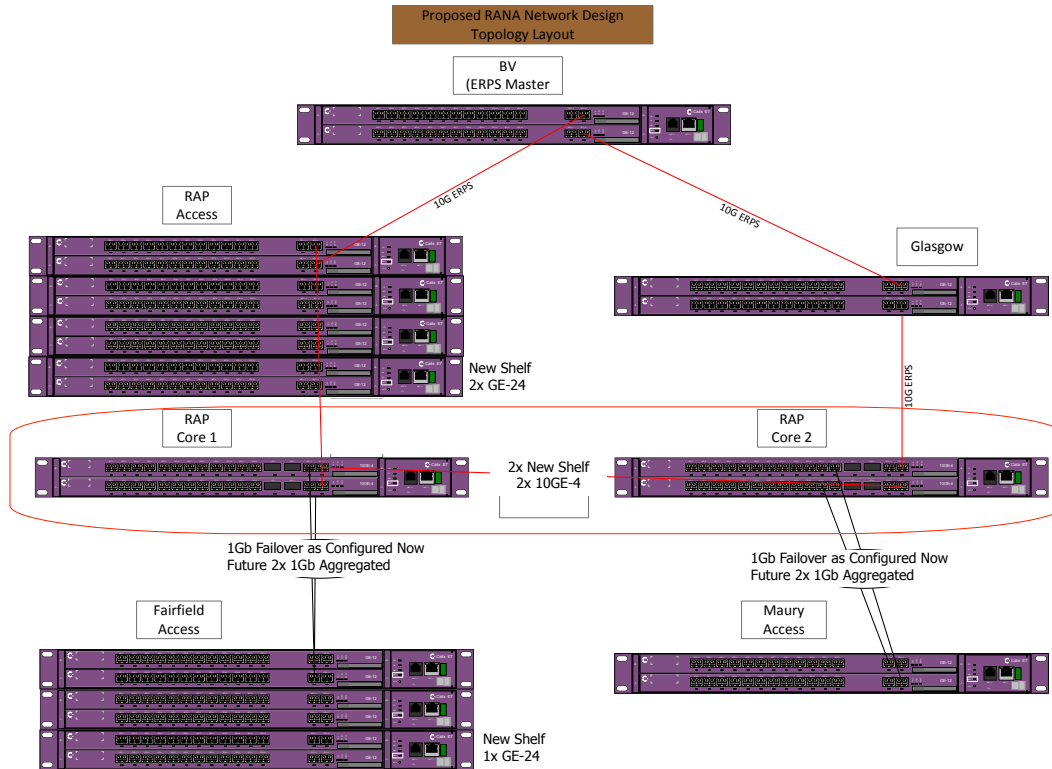 Proposed RANA Network Design
Topology Layout
BV
(ERPS Master
10G ERPS
10G ERPS
RAP
Access
Glasgow
New Shelf
2x GE-24
10G ERPS
RAP
Core 1
RAP
Core 2
2x New Shelf
2x 10GE-4
1Gb Failover as Configured Now
Future 2x 1Gb Aggregated
1Gb Failover as Configured Now
Future 2x 1Gb Aggregated
Fairfield
Access
Maury
Access
New Shelf
1x GE-24